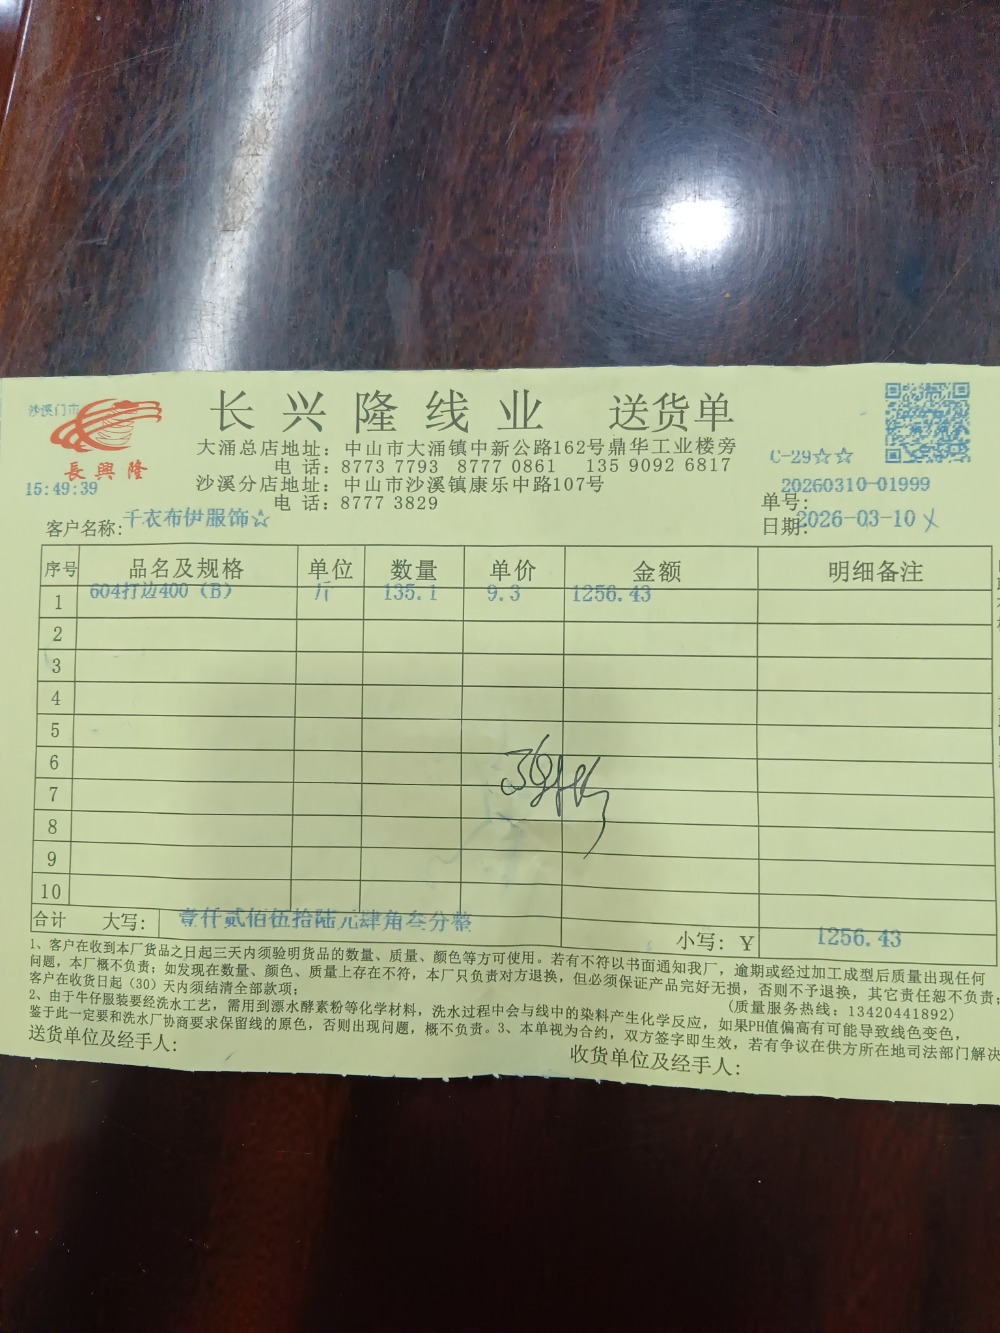 沙溪门市
長興隆
15:49:39
长兴隆线业 送货单
大涌总店地址：中山市大涌镇中新公路162号鼎华工业楼旁
电 话：8773 7793 8777 0861 135 9092 6817
沙溪分店地址：中山市沙溪镇康乐中路107号
电 话：8777 3829
C-29☆☆
单号：20260310-01999
日期：2026-03-10
客户名称：千衣布伊服饰☆
序号 品名及规格 单位 数量 单价 金额 明细备注
1 604打边400（B） 斤 135.1 9.3 1256.43
2
3
4
5
6
7
8
9
10
合计 大写： 壹仟贰佰伍拾陆元肆角叁分整
小写：￥ 1256.43
1、客户在收到本厂货品之日起三天内须验明货品的数量、质量、颜色等方可使用。若有不符以书面通知我厂，逾期或经过加工成型后质量出现任何
问题，本厂概不负责；如发现在数量、颜色、质量上存在不符，本厂只负责对方退换，但必须保证产品完好无损，否则不予退换，其它责任恕不负责；
客户在收货日起（30）天内须结清全部款项； （质量服务热线：13420441892）
2、由于牛仔服装要经洗水工艺，需用到漂水酵素粉等化学材料，洗水过程中会与线中的染料产生化学反应，如果PH值偏高有可能导致线色变色，
鉴于此一定要和洗水厂协商要求保留线的原色，否则出现问题，概不负责。3、本单视为合约，双方签字即生效，若有争议在供方所在地司法部门解决
送货单位及经手人： 收货单位及经手人：